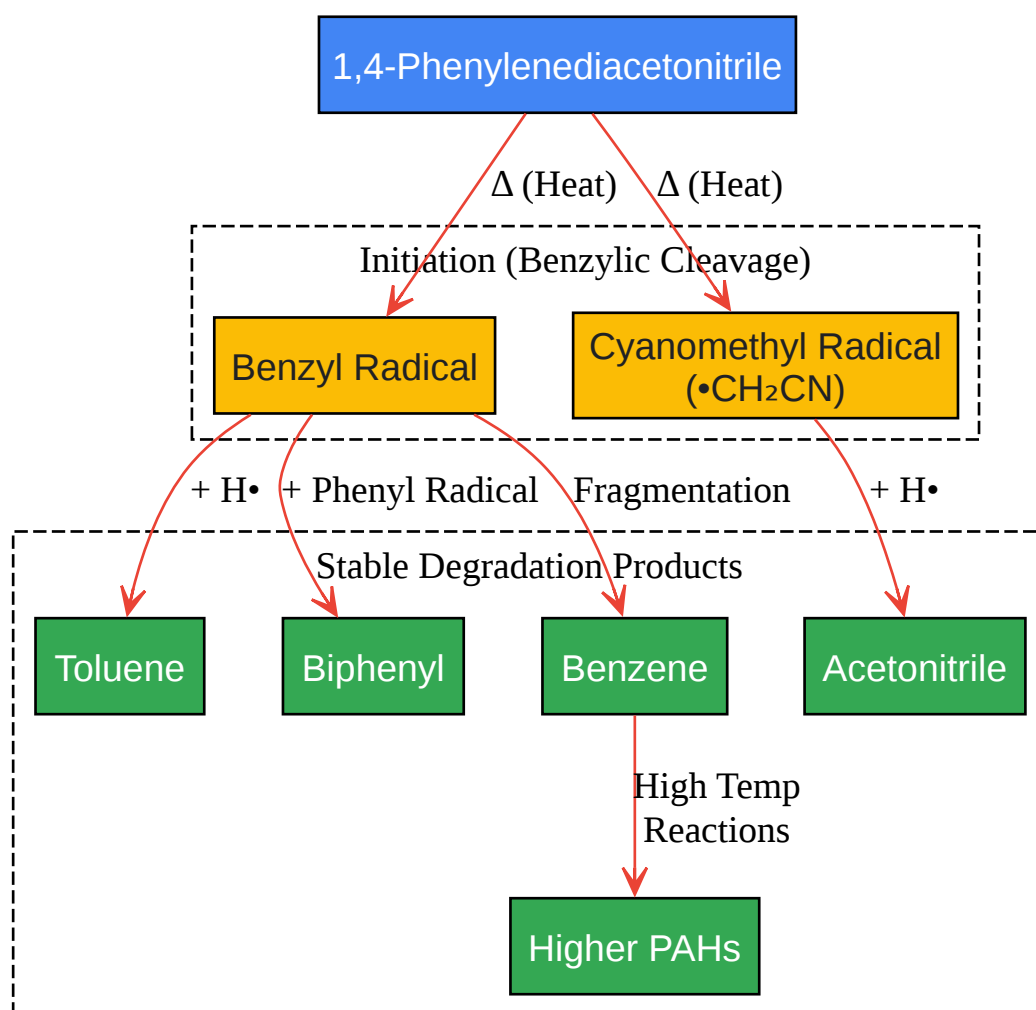 1,4-Phenylenediacetonitrile
Δ (Heat)
Δ (Heat)
Initiation (Benzylic Cleavage)
Benzyl Radical
Cyanomethyl Radical
(•CH₂CN)
+ H•
+ Phenyl Radical
Fragmentation
+ H•
Stable Degradation Products
Toluene
Biphenyl
Benzene
Acetonitrile
High Temp
Reactions
Higher PAHs